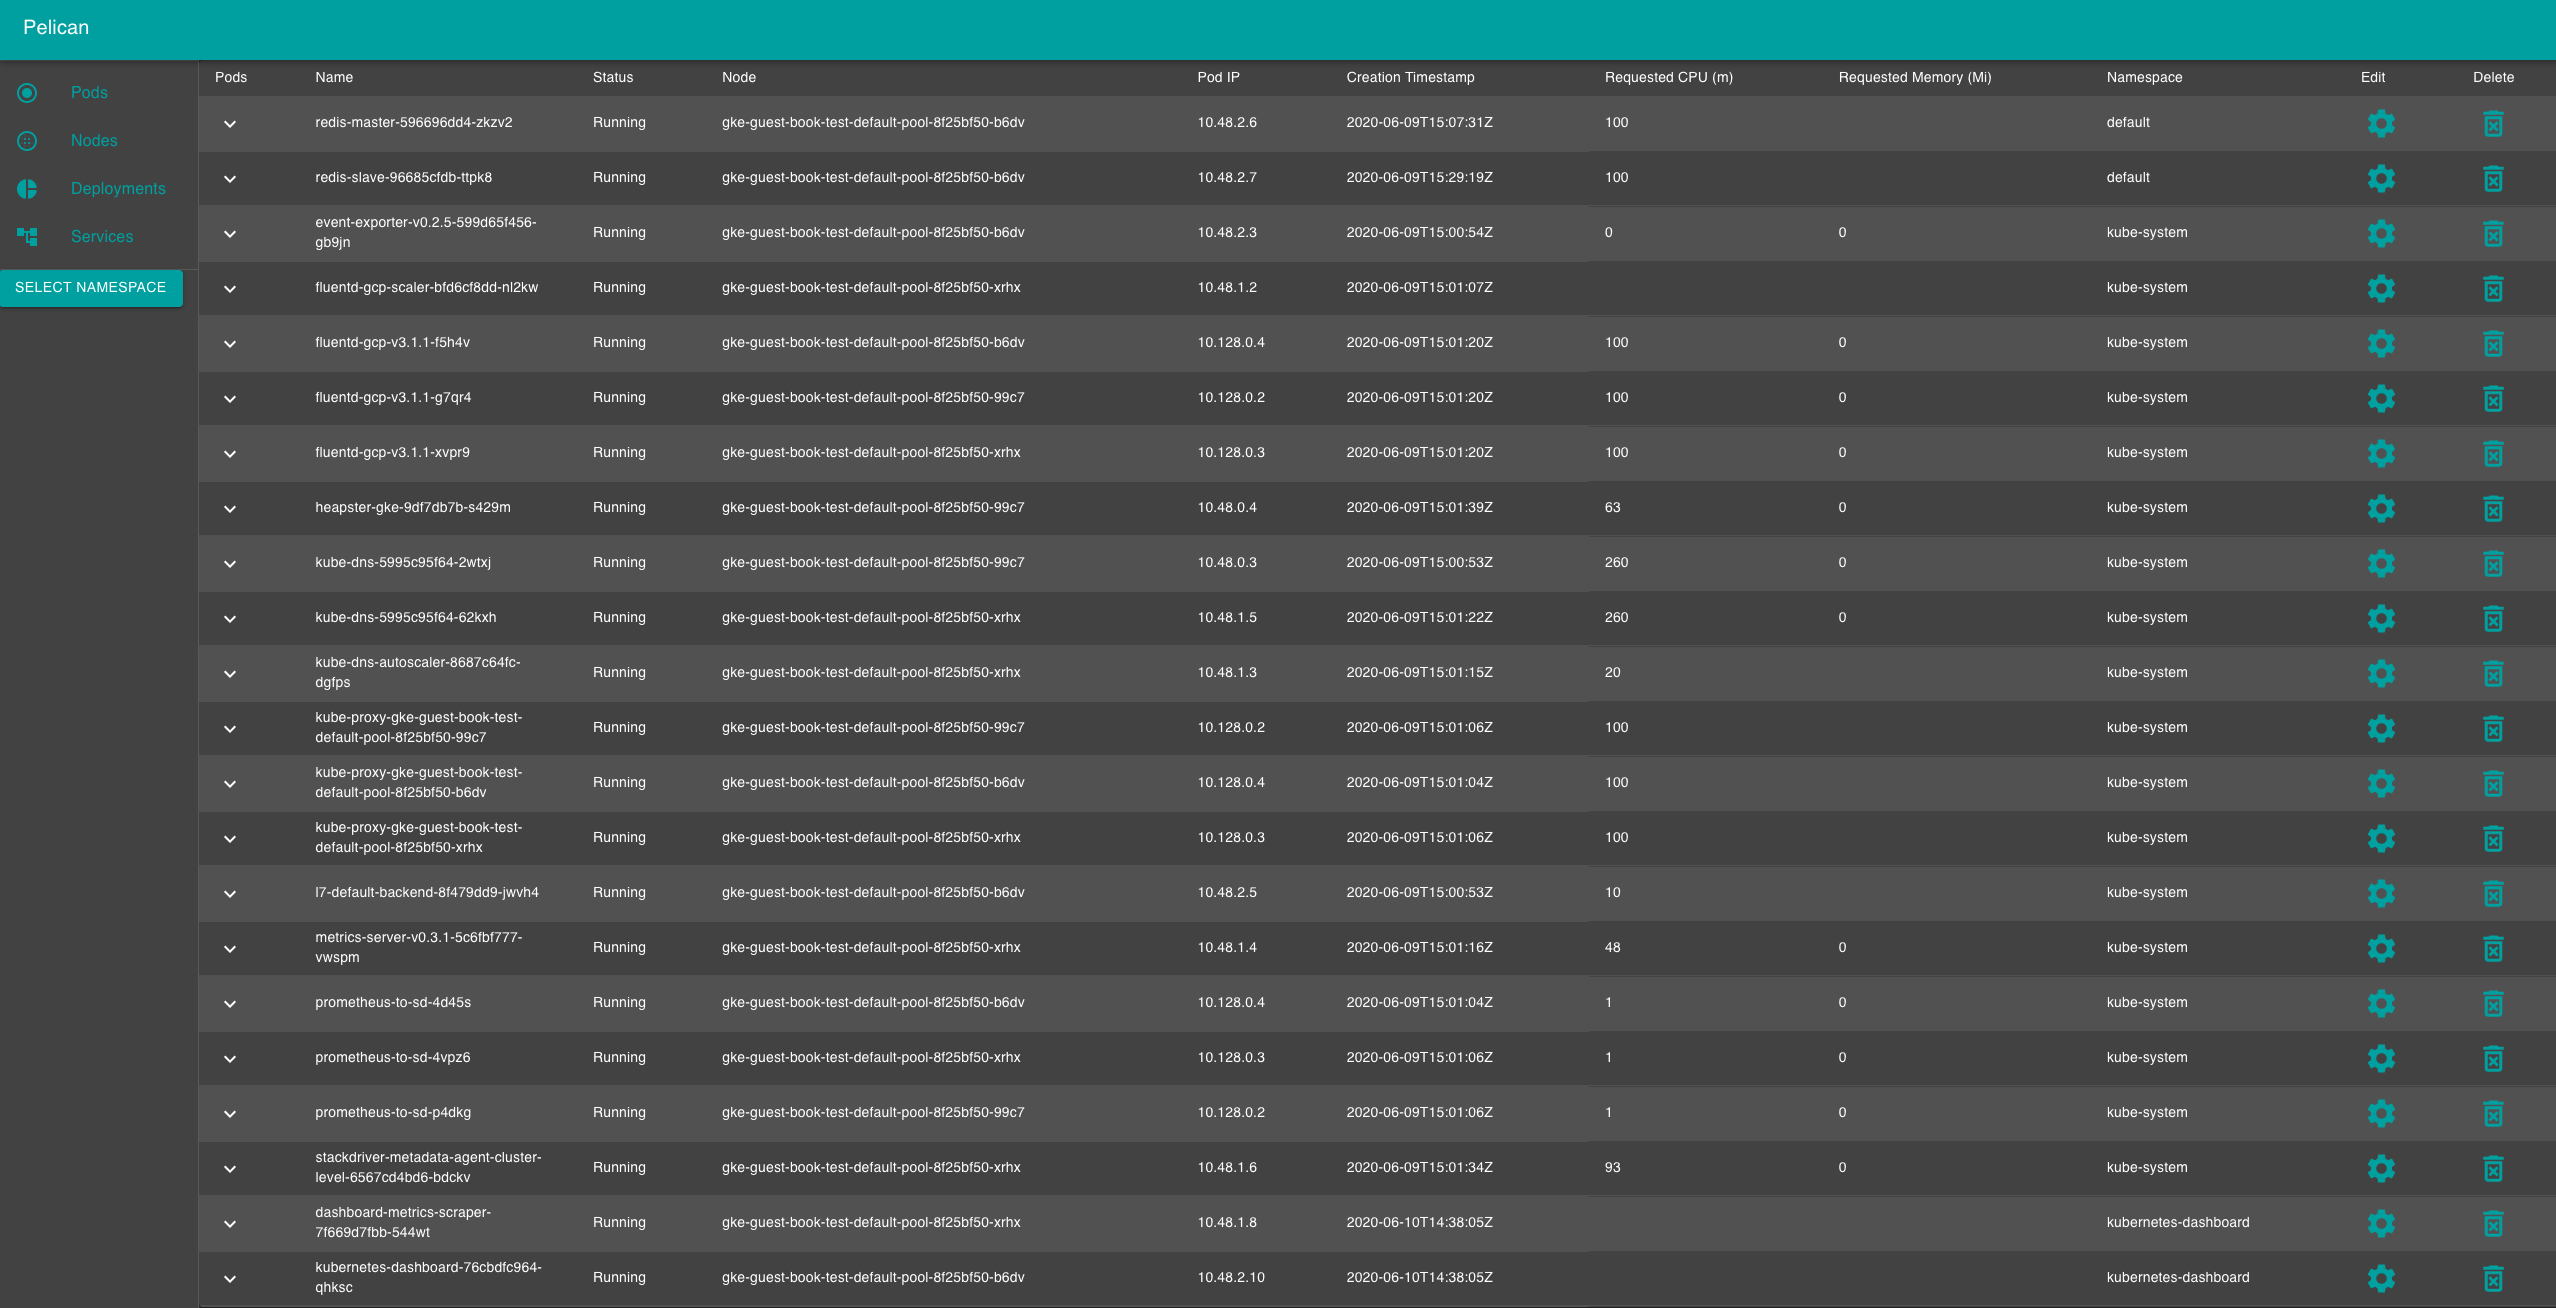 Pelican
Pods
Nodes
Deployments
Services
SELECT NAMESPACE
Pods Name Status Node Pod IP Creation Timestamp Requested CPU (m) Requested Memory (Mi) Namespace Edit Delete
redis-master-596696dd4-zkzv2 Running gke-guest-book-test-default-pool-8f25bf50-b6dv 10.48.2.6 2020-06-09T15:07:31Z 100 default
redis-slave-96685cfdb-ttpk8 Running gke-guest-book-test-default-pool-8f25bf50-b6dv 10.48.2.7 2020-06-09T15:29:19Z 100 default
event-exporter-v0.2.5-599d65f456-
gb9jn Running gke-guest-book-test-default-pool-8f25bf50-b6dv 10.48.2.3 2020-06-09T15:00:54Z 0 0 kube-system
fluentd-gcp-scaler-bfd6cf8dd-nl2kw Running gke-guest-book-test-default-pool-8f25bf50-xrhx 10.48.1.2 2020-06-09T15:01:07Z kube-system
fluentd-gcp-v3.1.1-f5h4v Running gke-guest-book-test-default-pool-8f25bf50-b6dv 10.128.0.4 2020-06-09T15:01:20Z 100 0 kube-system
fluentd-gcp-v3.1.1-g7qr4 Running gke-guest-book-test-default-pool-8f25bf50-99c7 10.128.0.2 2020-06-09T15:01:20Z 100 0 kube-system
fluentd-gcp-v3.1.1-xvpr9 Running gke-guest-book-test-default-pool-8f25bf50-xrhx 10.128.0.3 2020-06-09T15:01:20Z 100 0 kube-system
heapster-gke-9df7db7b-s429m Running gke-guest-book-test-default-pool-8f25bf50-99c7 10.48.0.4 2020-06-09T15:01:39Z 63 0 kube-system
kube-dns-5995c95f64-2wtxj Running gke-guest-book-test-default-pool-8f25bf50-99c7 10.48.0.3 2020-06-09T15:00:53Z 260 0 kube-system
kube-dns-5995c95f64-62kxh Running gke-guest-book-test-default-pool-8f25bf50-xrhx 10.48.1.5 2020-06-09T15:01:22Z 260 0 kube-system
kube-dns-autoscaler-8687c64fc-
dgfps Running gke-guest-book-test-default-pool-8f25bf50-xrhx 10.48.1.3 2020-06-09T15:01:15Z 20 kube-system
kube-proxy-gke-guest-book-test-
default-pool-8f25bf50-99c7 Running gke-guest-book-test-default-pool-8f25bf50-99c7 10.128.0.2 2020-06-09T15:01:06Z 100 kube-system
kube-proxy-gke-guest-book-test-
default-pool-8f25bf50-b6dv Running gke-guest-book-test-default-pool-8f25bf50-b6dv 10.128.0.4 2020-06-09T15:01:04Z 100 kube-system
kube-proxy-gke-guest-book-test-
default-pool-8f25bf50-xrhx Running gke-guest-book-test-default-pool-8f25bf50-xrhx 10.128.0.3 2020-06-09T15:01:06Z 100 kube-system
l7-default-backend-8f479dd9-jwvh4 Running gke-guest-book-test-default-pool-8f25bf50-b6dv 10.48.2.5 2020-06-09T15:00:53Z 10 kube-system
metrics-server-v0.3.1-5c6fbf777-
vwspm Running gke-guest-book-test-default-pool-8f25bf50-xrhx 10.48.1.4 2020-06-09T15:01:16Z 48 0 kube-system
prometheus-to-sd-4d45s Running gke-guest-book-test-default-pool-8f25bf50-b6dv 10.128.0.4 2020-06-09T15:01:04Z 1 0 kube-system
prometheus-to-sd-4vpz6 Running gke-guest-book-test-default-pool-8f25bf50-xrhx 10.128.0.3 2020-06-09T15:01:06Z 1 0 kube-system
prometheus-to-sd-p4dkg Running gke-guest-book-test-default-pool-8f25bf50-99c7 10.128.0.2 2020-06-09T15:01:06Z 1 0 kube-system
stackdriver-metadata-agent-cluster-
level-6567cd4bd6-bdckv Running gke-guest-book-test-default-pool-8f25bf50-xrhx 10.48.1.6 2020-06-09T15:01:34Z 93 0 kube-system
dashboard-metrics-scraper-
7f669d7fbb-544wt Running gke-guest-book-test-default-pool-8f25bf50-xrhx 10.48.1.8 2020-06-10T14:38:05Z kubernetes-dashboard
kubernetes-dashboard-76cbdfc964-
qhksc Running gke-guest-book-test-default-pool-8f25bf50-b6dv 10.48.2.10 2020-06-10T14:38:05Z kubernetes-dashboard